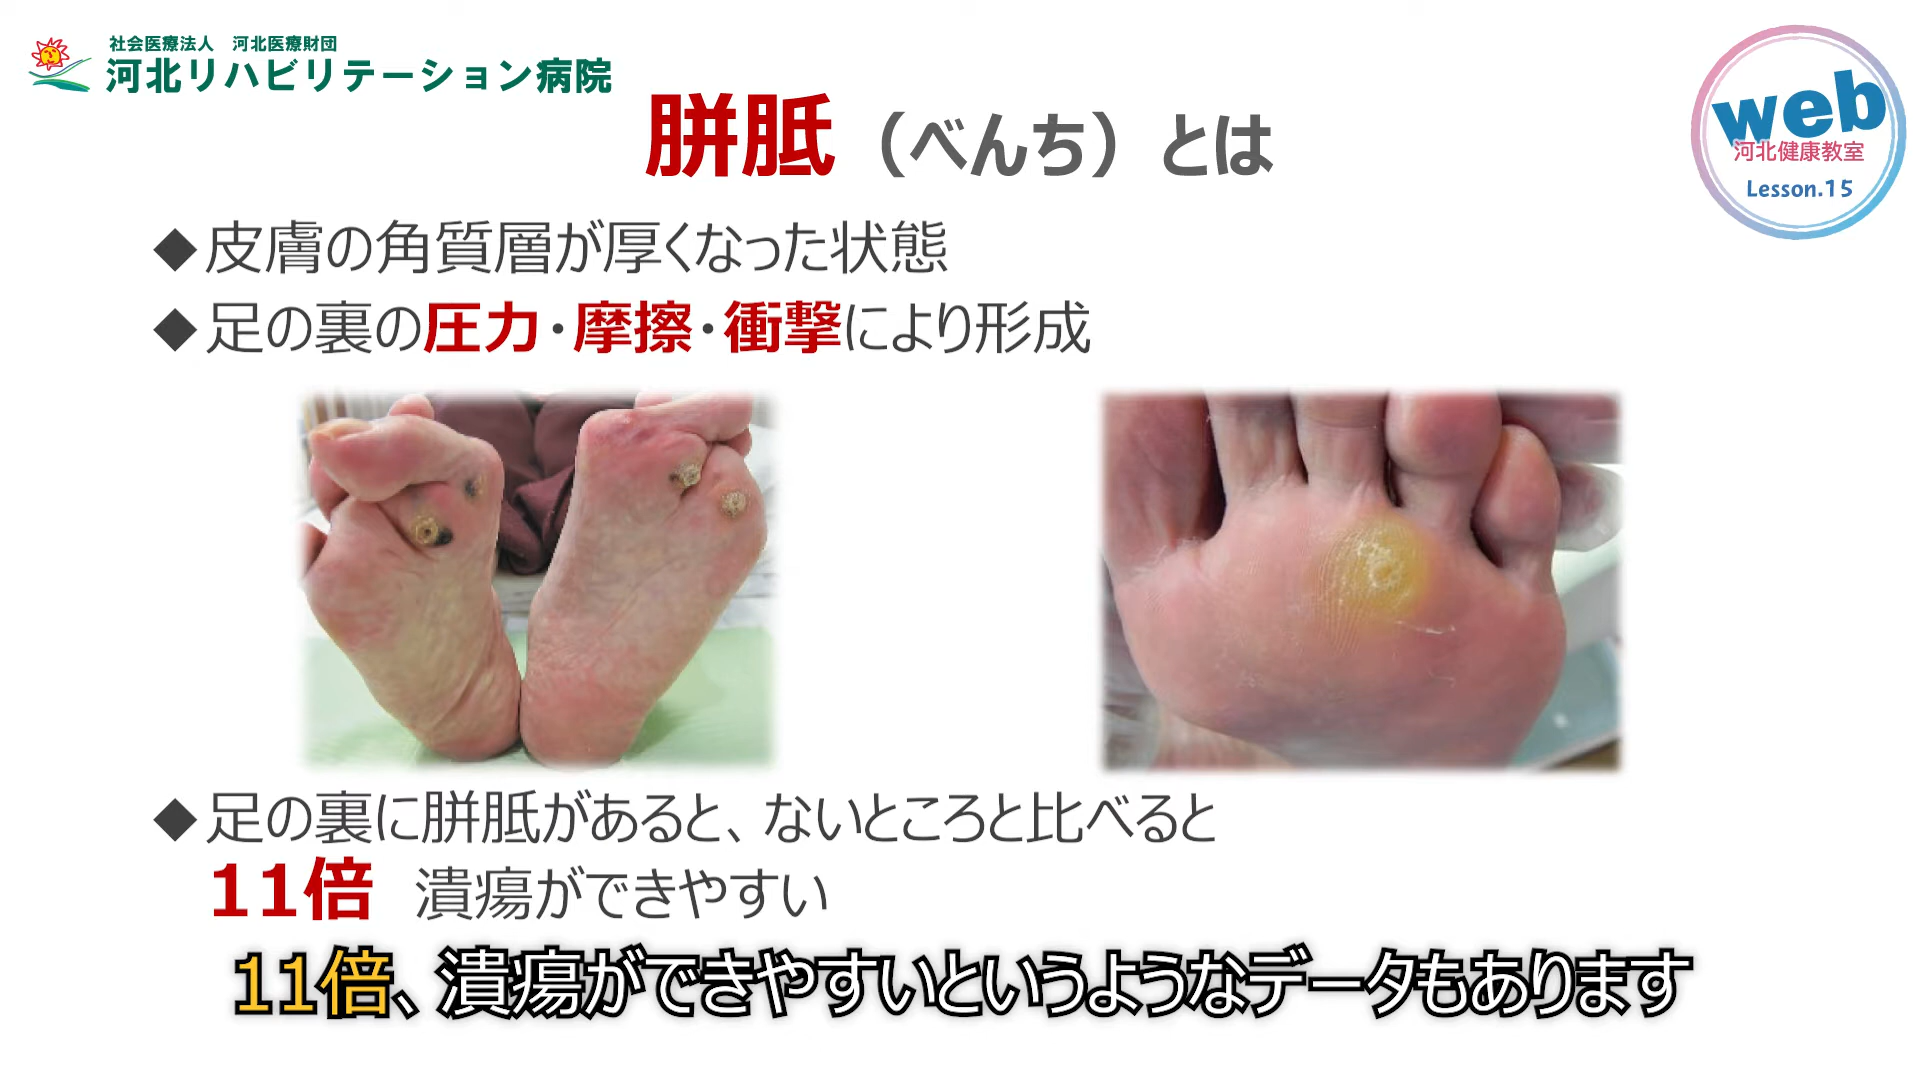 社会医療法人 河北医療財団
河北リハビリテーション病院
web
河北健康教室
Lesson.15
胼胝（べんち）とは
◆皮膚の角質層が厚くなった状態
◆足の裏の圧力・摩擦・衝撃により形成
◆足の裏に胼胝があると、ないところと比べると
11倍 潰瘍ができやすい
11倍、潰瘍ができやすいというようなデータもあります